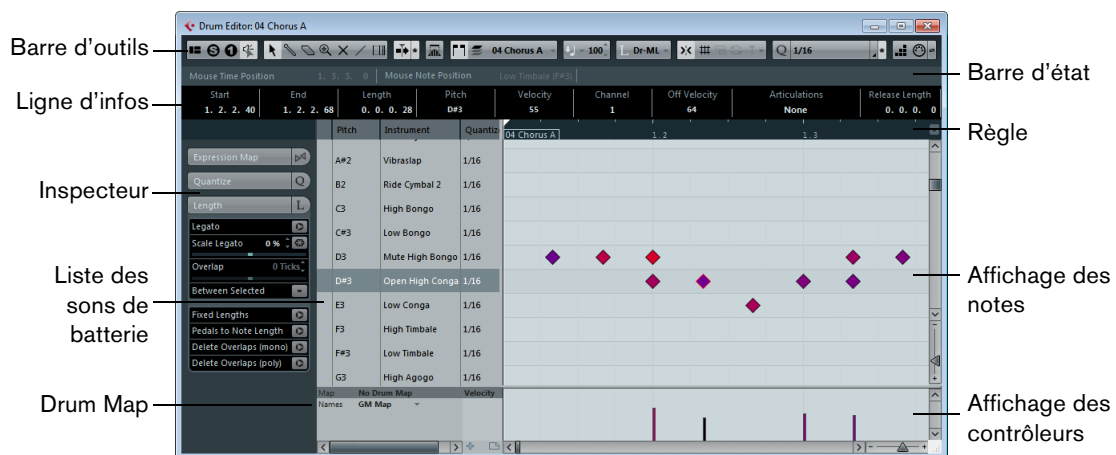 Drum Editor: 04 Chorus A
Barre d'outils
04 Chorus A - 100 Dr-ML Q 1/16
Mouse Time Position 1. 3. 3. 0 Mouse Note Position Low Timbale (F#3)
Barre d'état
Ligne d'infos
Start End Length Pitch Velocity Channel Off Velocity Articulations Release Length
1. 2. 2. 40 1. 2. 2. 68 0. 0. 0. 28 D#3 55 1 64 None 0. 0. 0. 0
Pitch Instrument Quantiz
04 Chorus A 1.2 1.3
Règle
Inspecteur
Expression Map
Quantize Q
Length L
Legato
Scale Legato 0 %
Overlap 0 Ticks
Between Selected
Fixed Lengths
Pedals to Note Length
Delete Overlaps (mono)
Delete Overlaps (poly)
Liste des
sons de
batterie
A#2 Vibraslap 1/16
B2 Ride Cymbal 2 1/16
C3 High Bongo 1/16
C#3 Low Bongo 1/16
D3 Mute High Bongo 1/16
D#3 Open High Conga 1/16
E3 Low Conga 1/16
F3 High Timbale 1/16
F#3 Low Timbale 1/16
G3 High Agogo 1/16
Affichage des
notes
Drum Map
Map No Drum Map Velocity
Names GM Map
Affichage des
contrôleurs